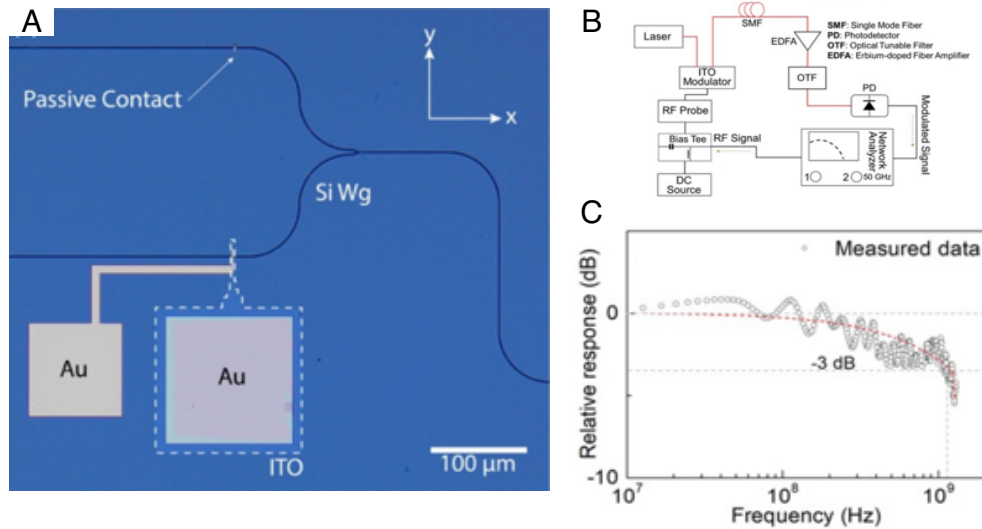 A
y
x
Passive Contact
Si Wg
Au
Au
ITO
100 μm
B
SMF
Laser
EDFA
SMF: Single Mode Fiber
PD: Photodetector
OTF: Optical Tunable Filter
EDFA: Erbium-doped Fiber Amplifier
ITO
Modulator
OTF
PD
RF Probe
Modulated Signal
Bias Tee
RF Signal
Network
Analyzer
DC
Source
1
2
50 GHz
C
Measured data
Relative response (dB)
0
-3 dB
-10
10⁷
10⁸
10⁹
Frequency (Hz)